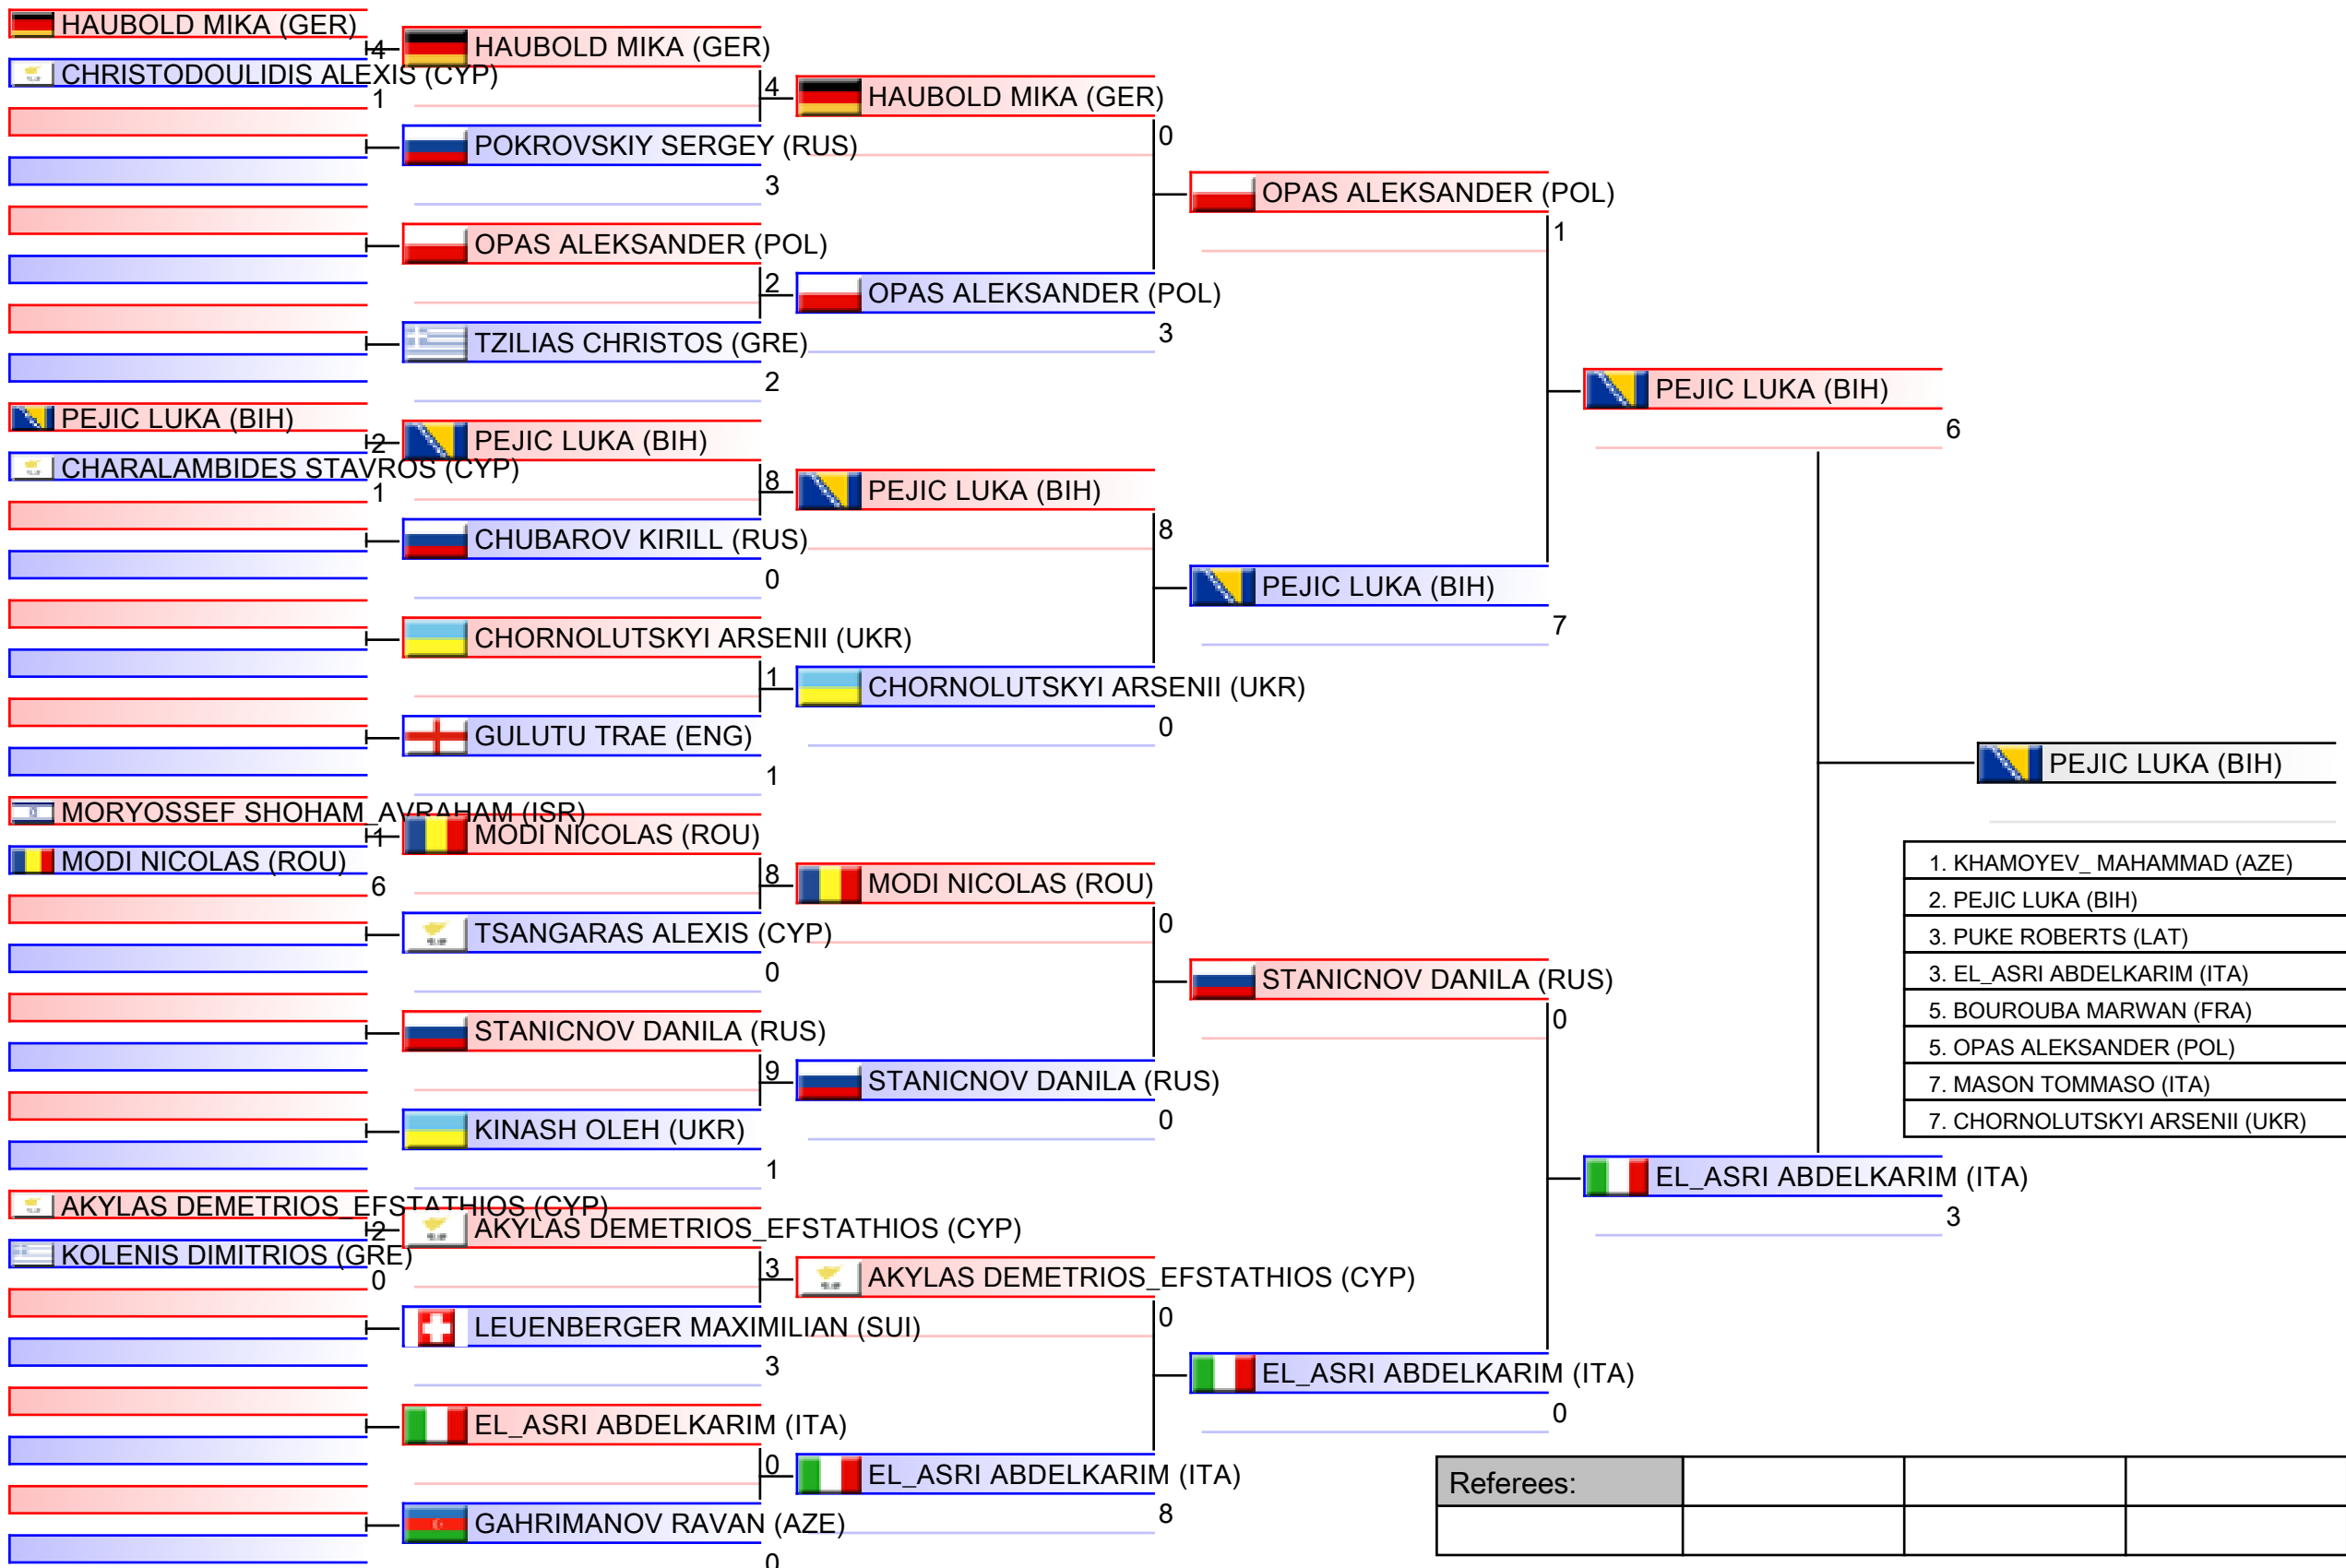 HAUBOLD MIKA (GER)
4
CHRISTODOULIDIS ALEXIS (CYP)
1
PEJIC LUKA (BIH)
2
CHARALAMBIDES STAVROS (CYP)
1
MORYOSSEF SHOHAM_AVRAHAM (ISR)
1
MODI NICOLAS (ROU)
6
AKYLAS DEMETRIOS_EFSTATHIOS (CYP)
2
KOLENIS DIMITRIOS (GRE)
0
HAUBOLD MIKA (GER)
4
POKROVSKIY SERGEY (RUS)
3
OPAS ALEKSANDER (POL)
2
TZILIAS CHRISTOS (GRE)
2
PEJIC LUKA (BIH)
8
CHUBAROV KIRILL (RUS)
0
CHORNOLUTSKYI ARSENII (UKR)
1
GULUTU TRAE (ENG)
1
MODI NICOLAS (ROU)
8
TSANGARAS ALEXIS (CYP)
0
STANICNOV DANILA (RUS)
9
KINASH OLEH (UKR)
1
AKYLAS DEMETRIOS_EFSTATHIOS (CYP)
3
LEUENBERGER MAXIMILIAN (SUI)
3
EL_ASRI ABDELKARIM (ITA)
0
GAHRIMANOV RAVAN (AZE)
0
HAUBOLD MIKA (GER)
0
OPAS ALEKSANDER (POL)
3
PEJIC LUKA (BIH)
8
CHORNOLUTSKYI ARSENII (UKR)
0
MODI NICOLAS (ROU)
0
STANICNOV DANILA (RUS)
0
AKYLAS DEMETRIOS_EFSTATHIOS (CYP)
0
EL_ASRI ABDELKARIM (ITA)
8
OPAS ALEKSANDER (POL)
1
PEJIC LUKA (BIH)
7
STANICNOV DANILA (RUS)
0
EL_ASRI ABDELKARIM (ITA)
0
PEJIC LUKA (BIH)
6
EL_ASRI ABDELKARIM (ITA)
3
PEJIC LUKA (BIH)
1. KHAMOYEV_ MAHAMMAD (AZE)
2. PEJIC LUKA (BIH)
3. PUKE ROBERTS (LAT)
3. EL_ASRI ABDELKARIM (ITA)
5. BOUROUBA MARWAN (FRA)
5. OPAS ALEKSANDER (POL)
7. MASON TOMMASO (ITA)
7. CHORNOLUTSKYI ARSENII (UKR)
Referees: